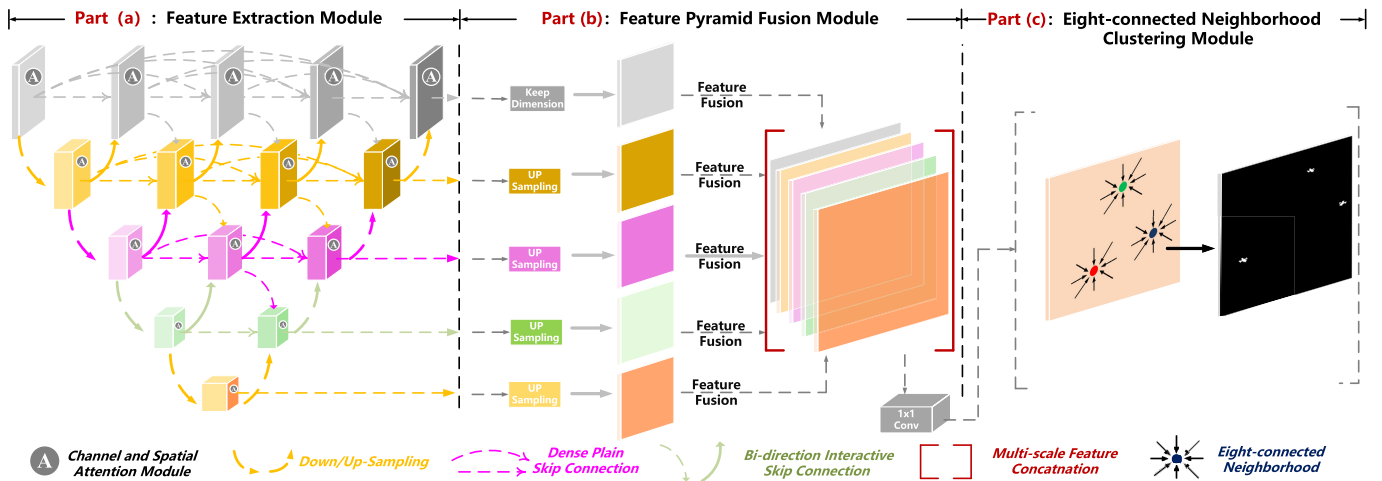 Part (a) : Feature Extraction Module
Part (b): Feature Pyramid Fusion Module
Part (c): Eight-connected Neighborhood
Clustering Module
A A A A A
A A A A
A A A
A A
A
Keep
Dimension
Feature
Fusion
UP
Sampling
Feature
Fusion
UP
Sampling
Feature
Fusion
UP
Sampling
Feature
Fusion
UP
Sampling
Feature
Fusion
1x1
Conv
A
Channel and Spatial
Attention Module
Down/Up-Sampling
Dense Plain
Skip Connection
Bi-direction Interactive
Skip Connection
Multi-scale Feature
Concatnation
Eight-connected
Neighborhood